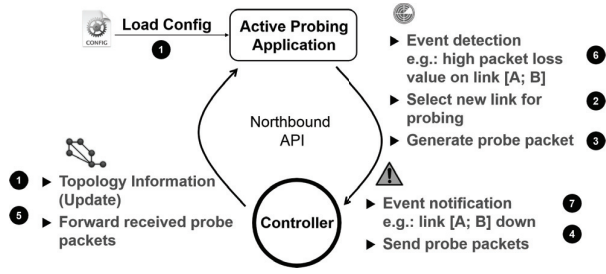 Load Config
CONFIG
1
Active Probing
Application
Event detection
e.g.: high packet loss
value on link [A; B]
6
Select new link for
probing
2
Generate probe packet
3
Northbound
API
1
Topology Information
(Update)
5
Forward received probe
packets
Controller
Event notification
e.g.: link [A; B] down
7
Send probe packets
4